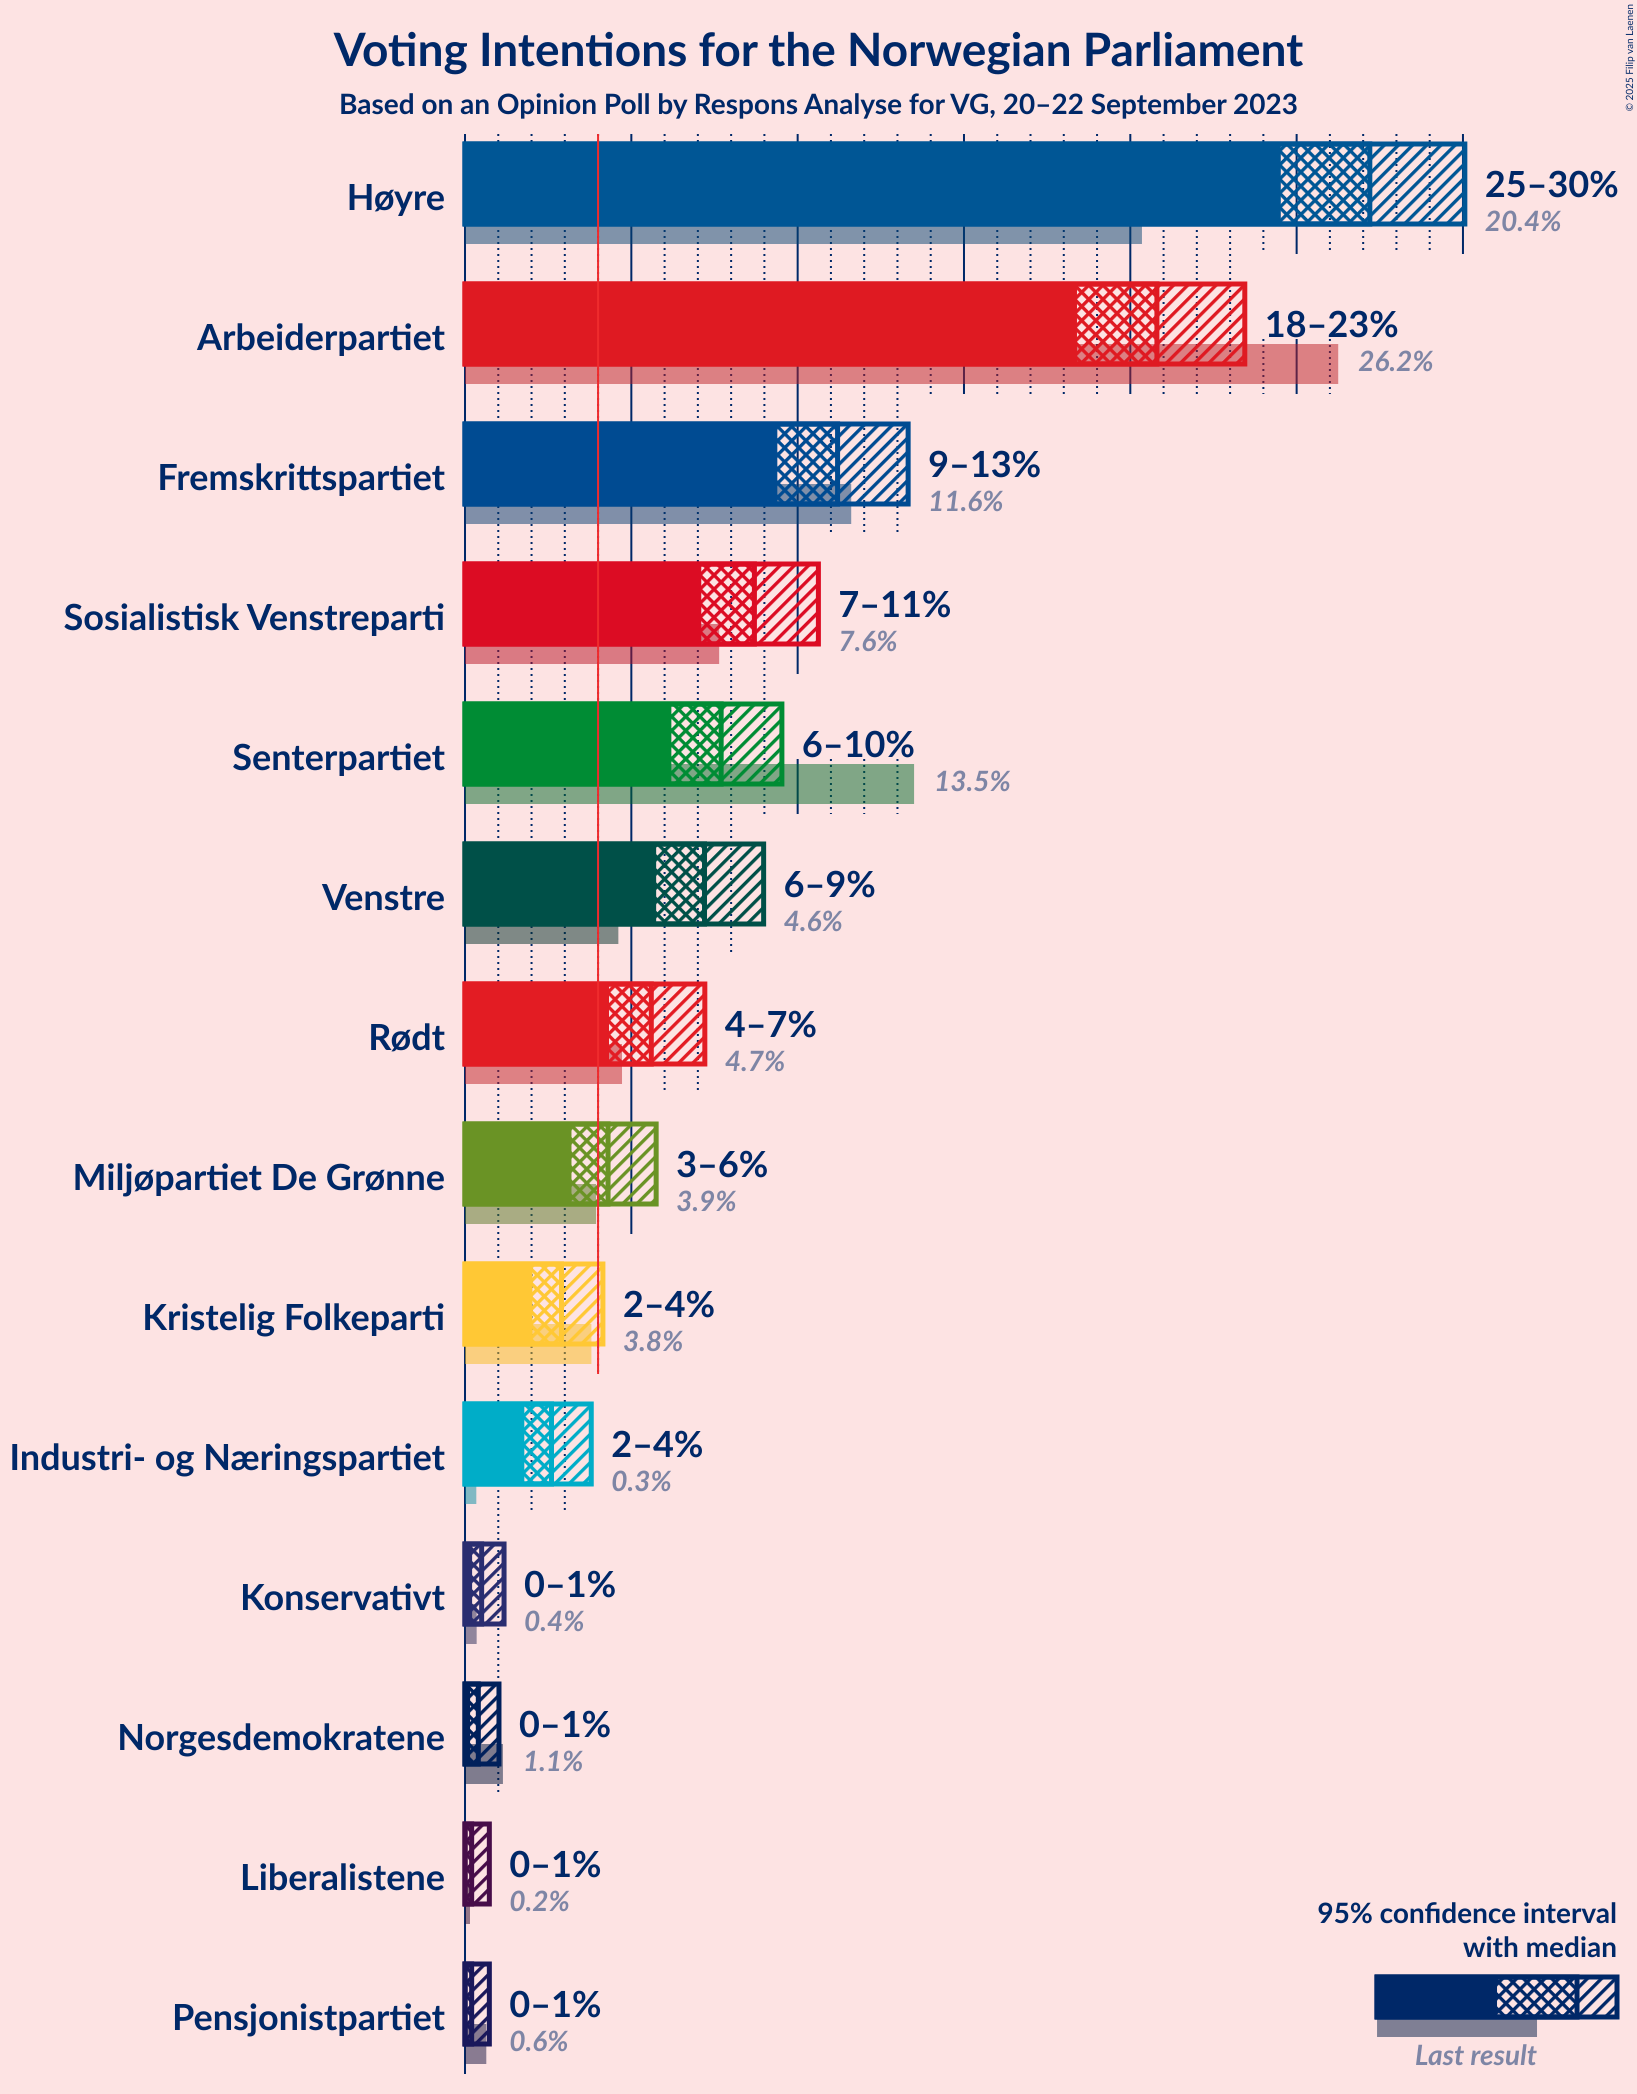 Voting Intentions for the Norwegian Parliament
Based on an Opinion Poll by Respons Analyse for VG, 20–22 September 2023
© 2025 Filip van Laenen
Høyre
25–30%
20.4%
Arbeiderpartiet
18–23%
26.2%
Fremskrittspartiet
9–13%
11.6%
Sosialistisk Venstreparti
7–11%
7.6%
Senterpartiet
6–10%
13.5%
Venstre
6–9%
4.6%
Rødt
4–7%
4.7%
Miljøpartiet De Grønne
3–6%
3.9%
Kristelig Folkeparti
2–4%
3.8%
Industri- og Næringspartiet
2–4%
0.3%
Konservativt
0–1%
0.4%
Norgesdemokratene
0–1%
1.1%
Liberalistene
0–1%
0.2%
Pensjonistpartiet
0–1%
0.6%
95% confidence interval
with median
Last result